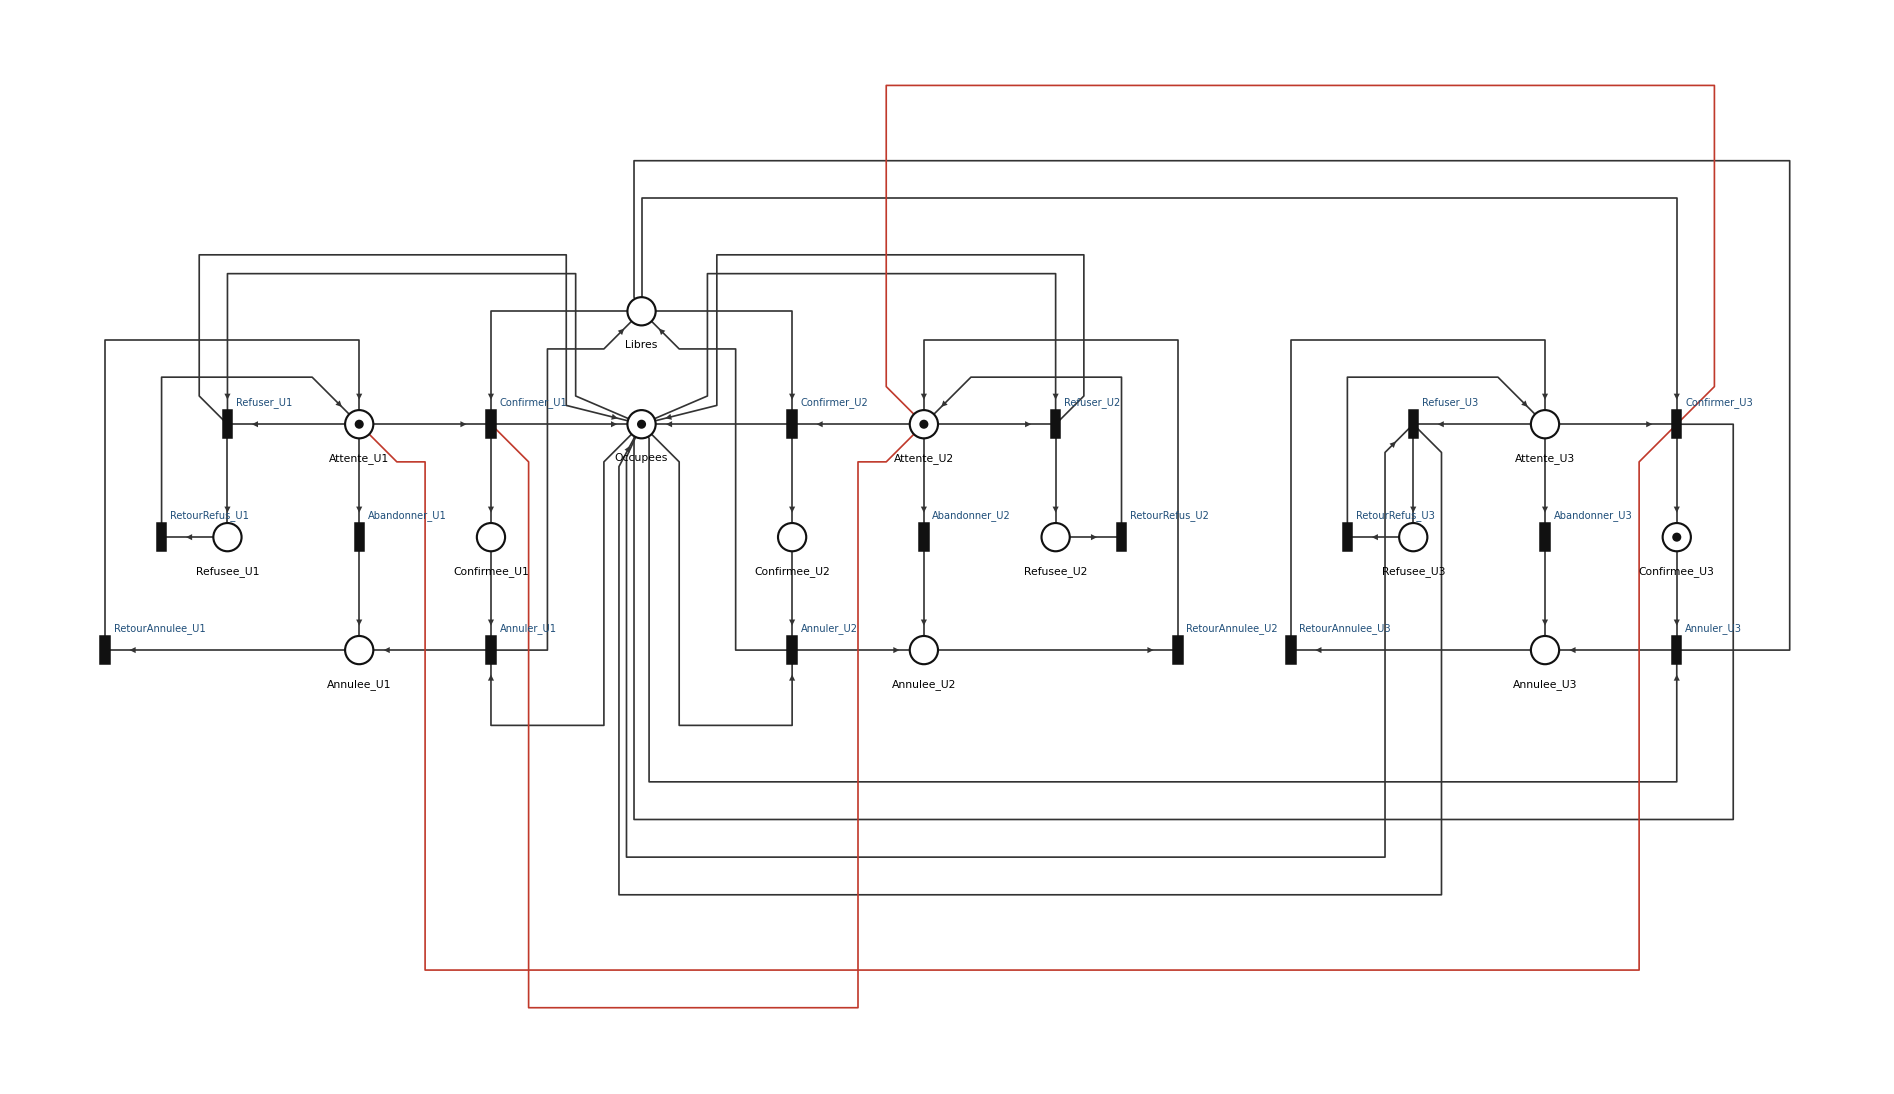 Libres
Refuser_U1
Confirmer_U1
Confirmer_U2
Refuser_U2
Refuser_U3
Confirmer_U3
Attente_U1
Occupees
Attente_U2
Attente_U3
RetourRefus_U1
Abandonner_U1
Abandonner_U2
RetourRefus_U2
RetourRefus_U3
Abandonner_U3
Refusee_U1
Confirmee_U1
Confirmee_U2
Refusee_U2
Refusee_U3
Confirmee_U3
RetourAnnulee_U1
Annuler_U1
Annuler_U2
RetourAnnulee_U2
RetourAnnulee_U3
Annuler_U3
Annulee_U1
Annulee_U2
Annulee_U3